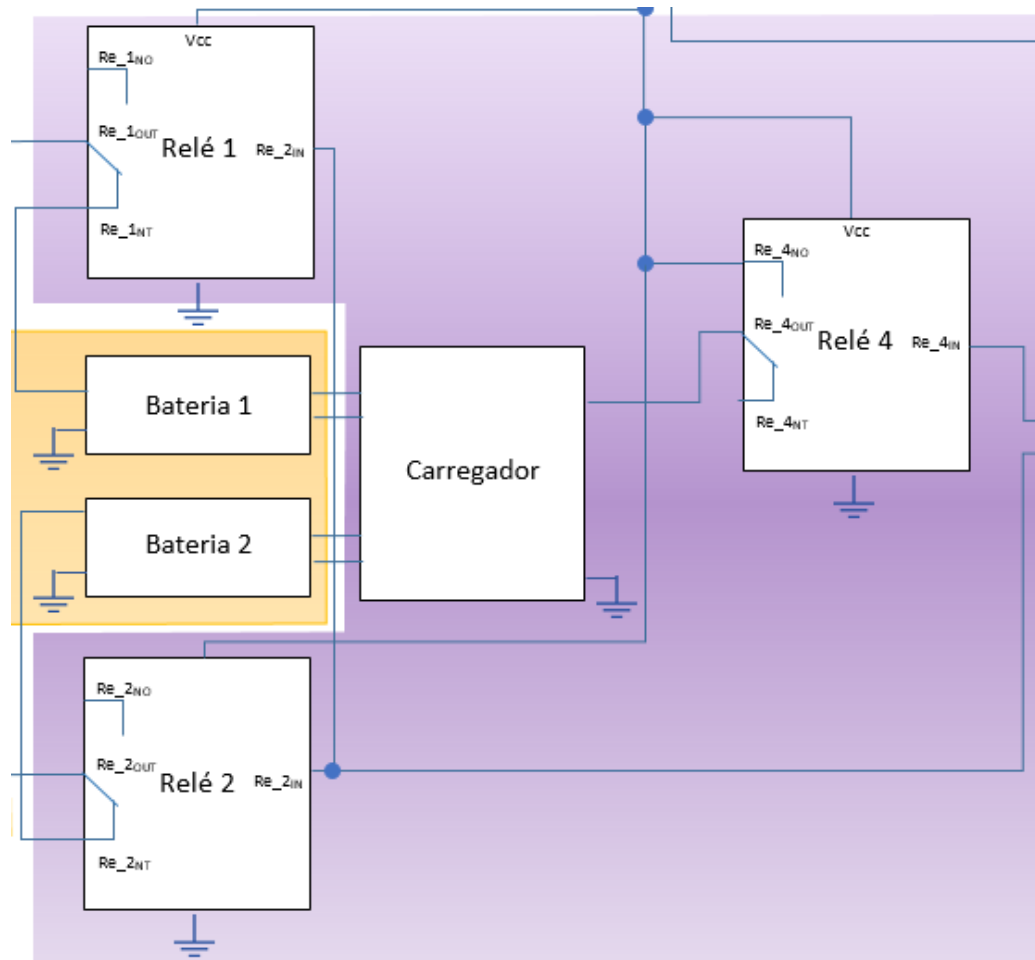 Vcc
Re_1NO
Re_1OUT
Relé 1
Re_2IN
Re_1NT
Vcc
Re_4NO
Re_4OUT
Relé 4
Re_4IN
Re_4NT
Bateria 1
Carregador
Bateria 2
Re_2NO
Re_2OUT
Relé 2
Re_2IN
Re_2NT